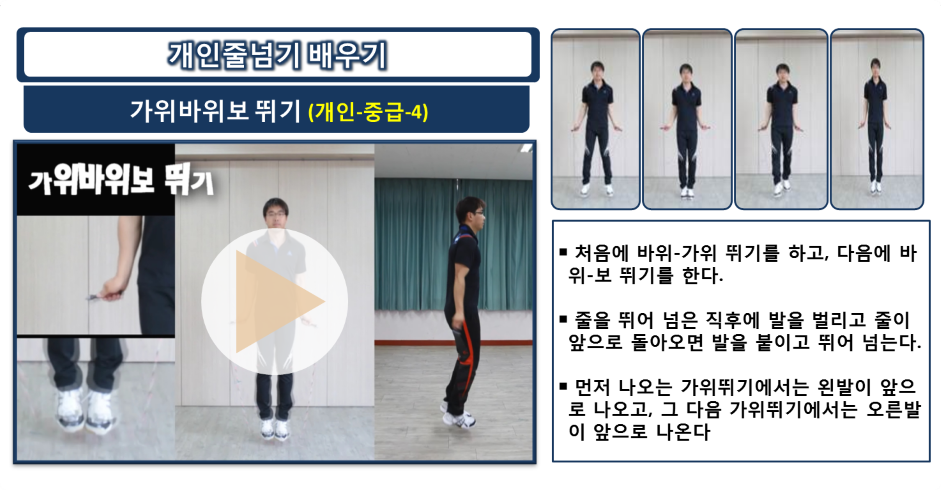 개인줄넘기 배우기
가위바위보 뛰기 (개인-중급-4)
가위바위보 뛰기
▪ 처음에 바위-가위 뛰기를 하고, 다음에 바
위-보 뛰기를 한다.
▪ 줄을 뛰어 넘은 직후에 발을 벌리고 줄이
앞으로 돌아오면 발을 붙이고 뛰어 넘는다.
▪ 먼저 나오는 가위뛰기에서는 왼발이 앞으
로 나오고, 그 다음 가위뛰기에서는 오른발
이 앞으로 나온다